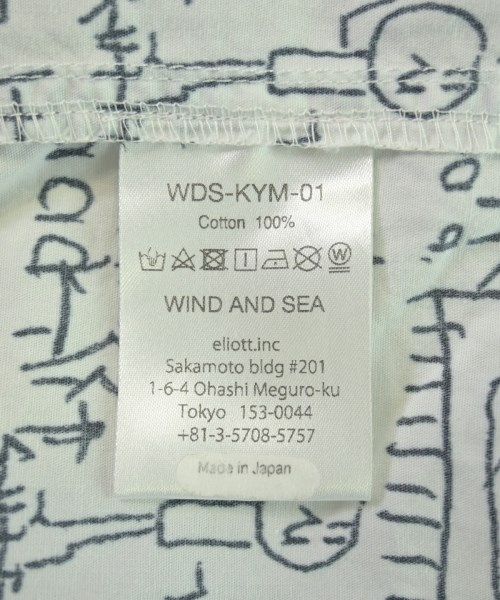 WDS-KYM-01
Cotton 100%
W
WIND AND SEA
eliott.inc
Sakamoto bldg #201
1-6-4 Ohashi Meguro-ku
Tokyo 153-0044
+81-3-5708-5757
Made in Japan